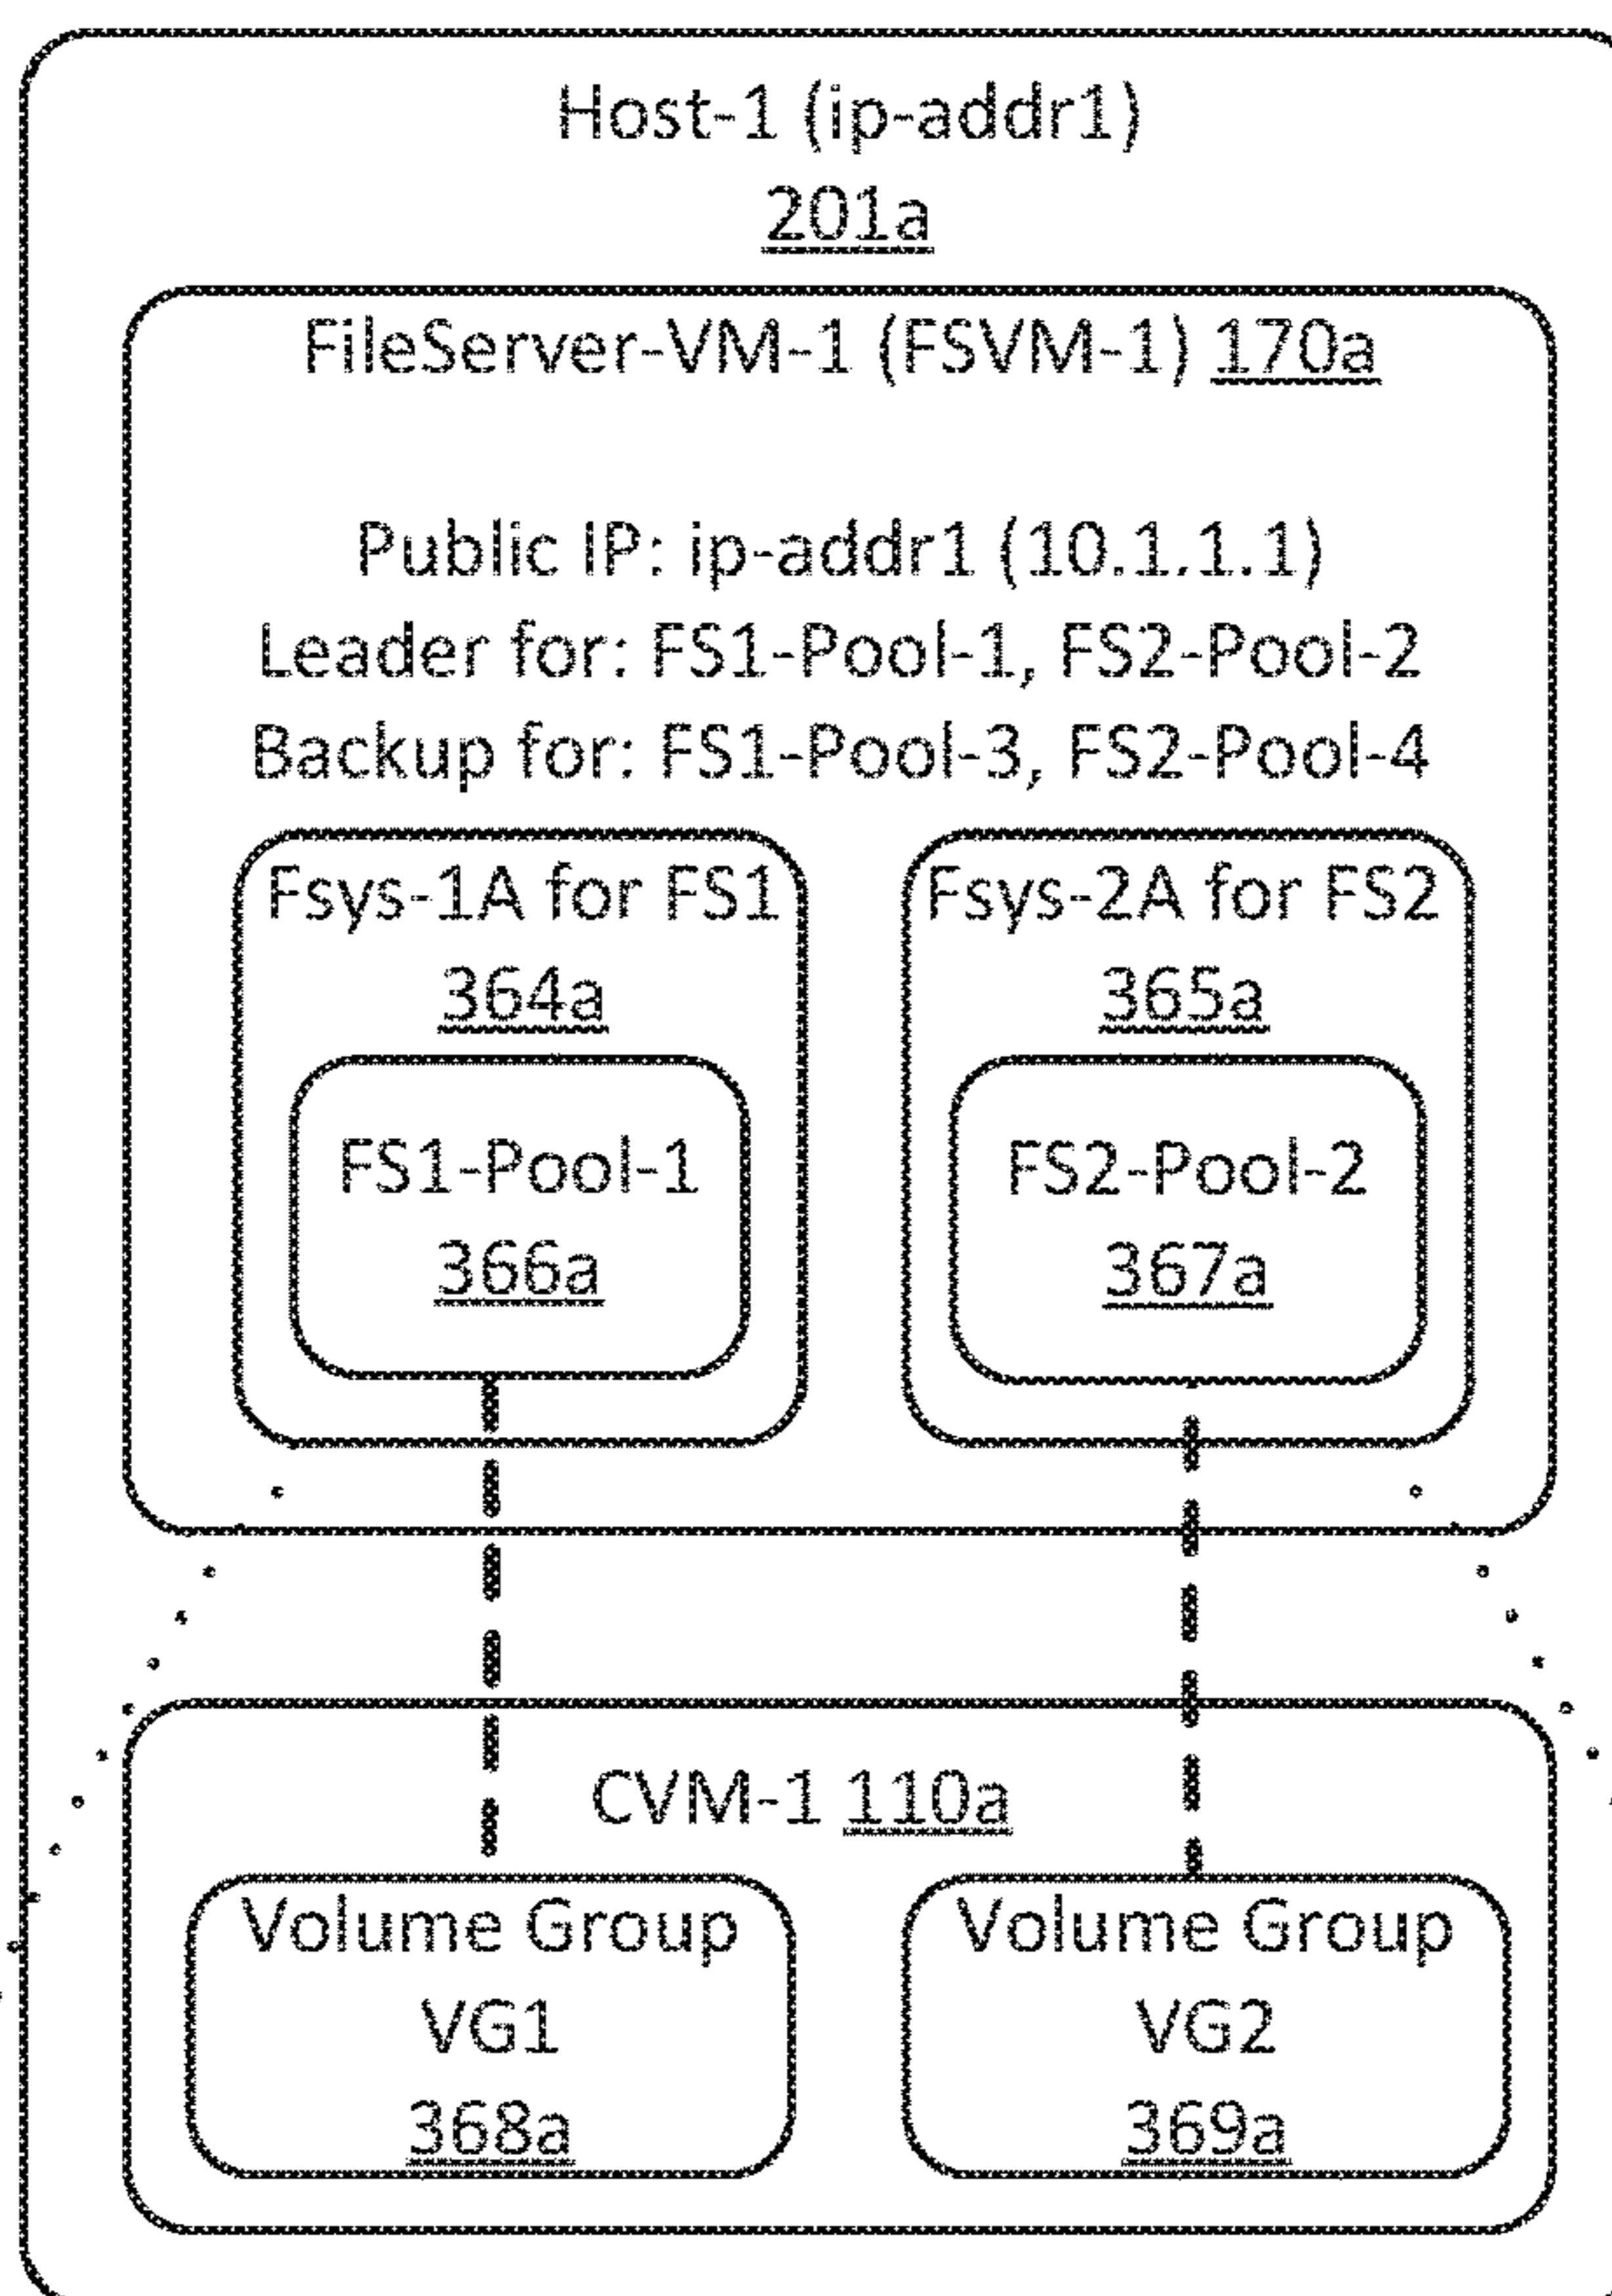 Host-1 (ip-addr1)
201a
FileServer-VM-1 (FSVM-1) 170a
Public IP: ip-addr1 (10.1.1.1)
Leader for: FS1-Pool-1, FS2-Pool-2
Backup for: FS1-Pool-3, FS2-Pool-4
Fsys-1A for FS1
364a
FS1-Pool-1
366a
Fsys-2A for FS2
365a
FS2-Pool-2
367a
CVM-1 110a
Volume Group
VG1
368a
Volume Group
VG2
369a